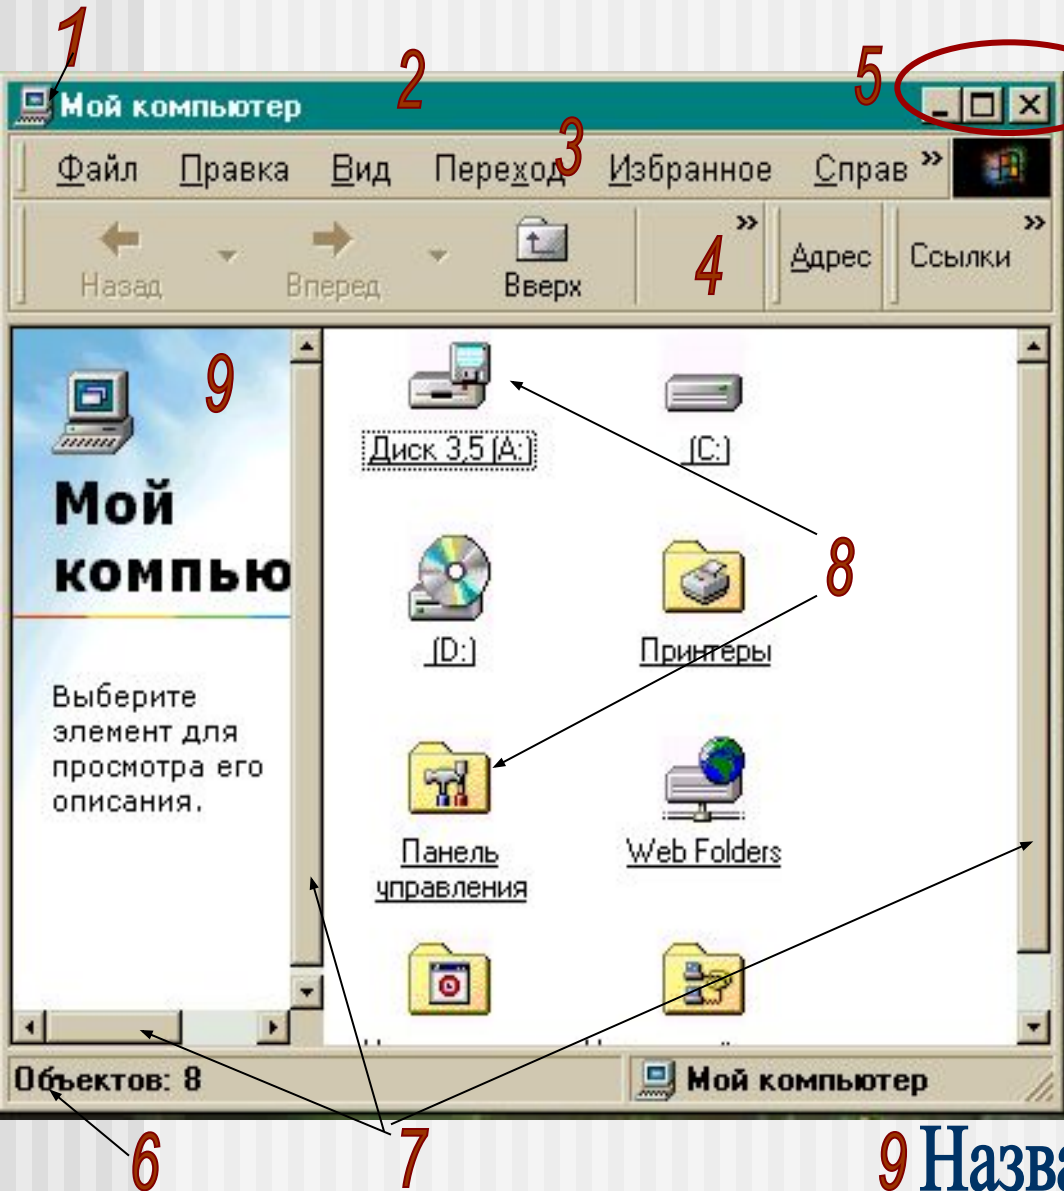 1
2
5
Мой компьютер
3
Файл Правка Вид Переход Избранное Справ »
4
»
»
Назад Вперед Вверх Адрес Ссылки
9
Мой
компью
Выберите
элемент для
просмотра его
описания.
Диск 3,5 (A:) (C:)
8
(D:) Принтеры
Панель
управления
Web Folders
Объектов: 8 Мой компьютер
6 7 9 Назва